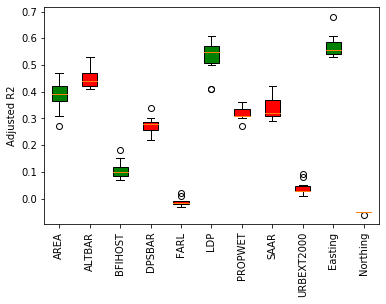 0.7
0.6
0.5
0.4
0.3
0.2
0.1
0.0
Adjusted R2
AREA
ALTBAR
BFIHOST
DPSBAR
FARL
LDP
PROPWET
SAAR
URBEXT2000
Easting
Northing